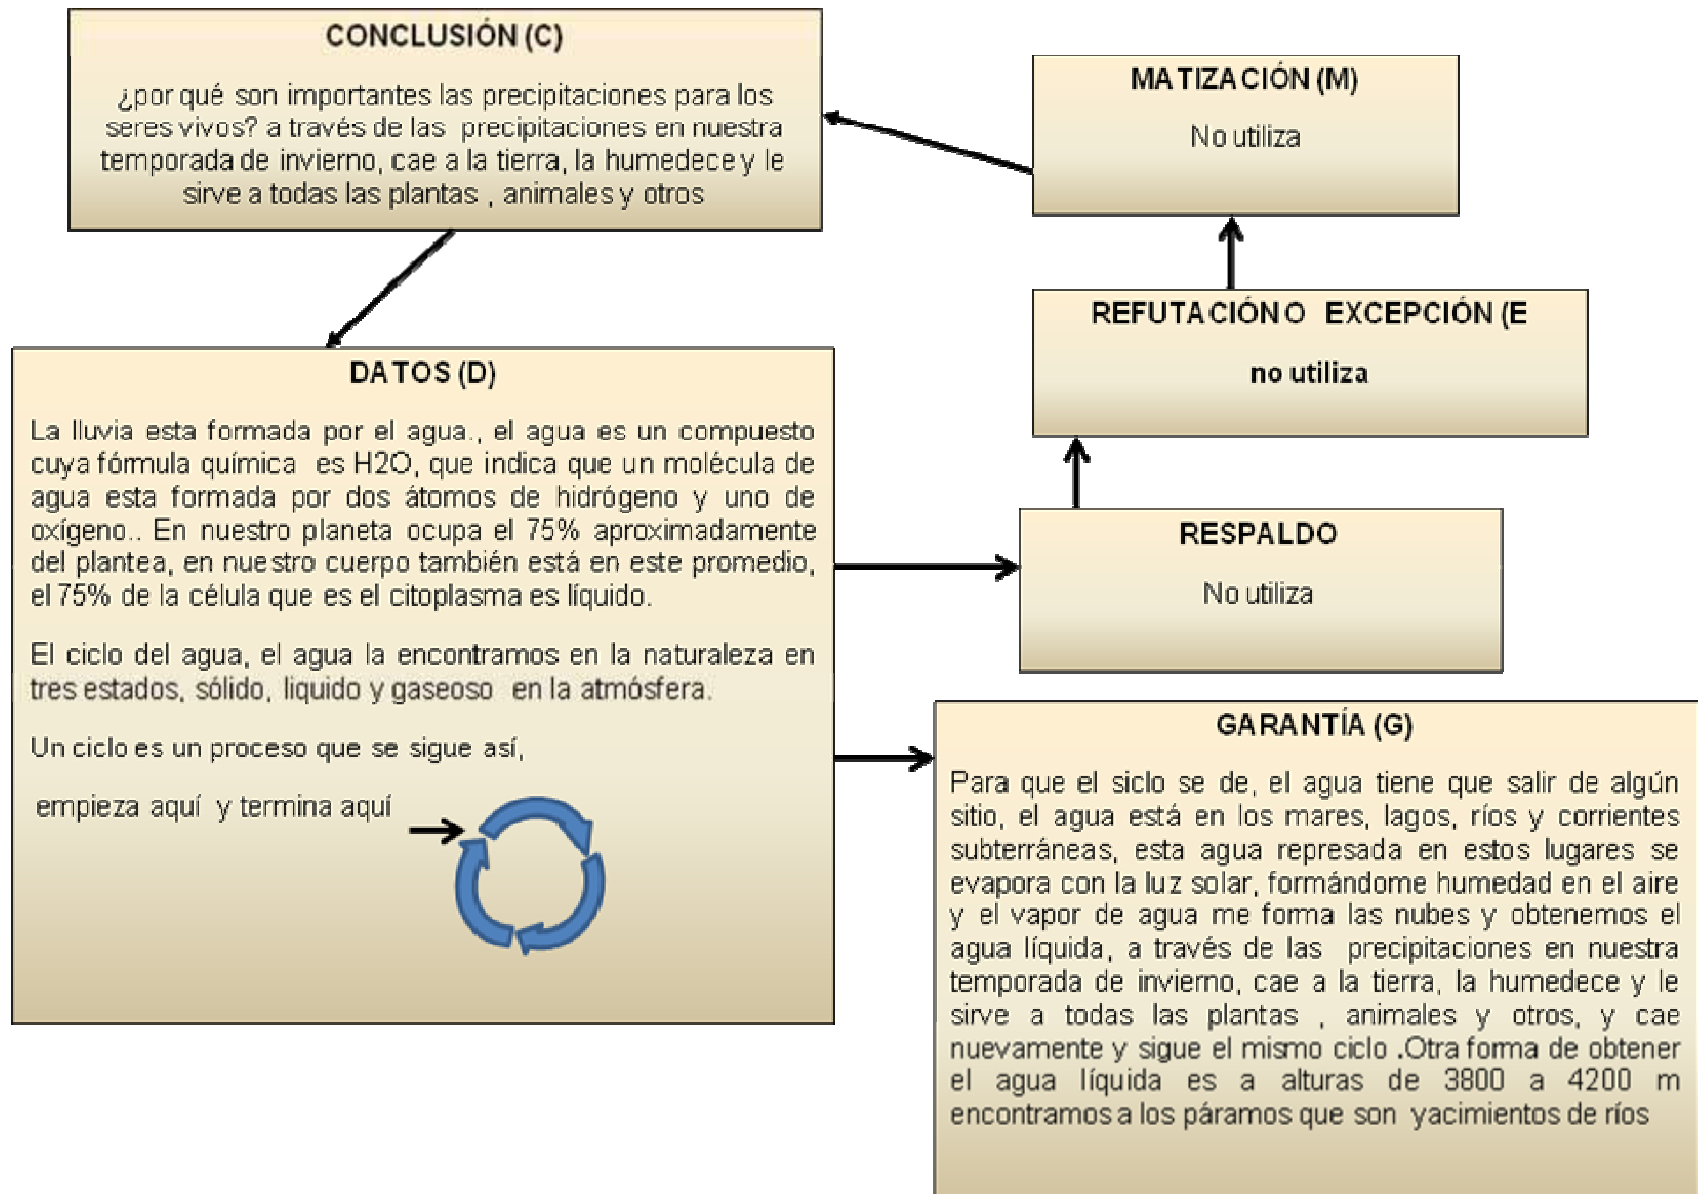 CONCLUSIÓN (C)
¿por qué son importantes las precipitaciones para los
seres vivos? a través de las precipitaciones en nuestra
temporada de invierno, cae a la tierra, la humedece y le
sirve a todas las plantas , animales y otros
MATIZACIÓN (M)
No utiliza
REFUTACIÓN O EXCEPCIÓN (E
no utiliza
DATOS (D)
La lluvia esta formada por el agua., el agua es un compuesto
cuya fórmula química es H2O, que indica que un molécula de
agua esta formada por dos átomos de hidrógeno y uno de
oxígeno.. En nuestro planeta ocupa el 75% aproximadamente
del plantea, en nuestro cuerpo también está en este promedio,
el 75% de la célula que es el citoplasma es líquido.
El ciclo del agua, el agua la encontramos en la naturaleza en
tres estados, sólido, liquido y gaseoso en la atmósfera.
Un ciclo es un proceso que se sigue así,
empieza aquí y termina aquí
RESPALDO
No utiliza
GARANTÍA (G)
Para que el siclo se de, el agua tiene que salir de algún
sitio, el agua está en los mares, lagos, ríos y corrientes
subterráneas, esta agua represada en estos lugares se
evapora con la luz solar, formándome humedad en el aire
y el vapor de agua me forma las nubes y obtenemos el
agua líquida, a través de las precipitaciones en nuestra
temporada de invierno, cae a la tierra, la humedece y le
sirve a todas las plantas , animales y otros, y cae
nuevamente y sigue el mismo ciclo .Otra forma de obtener
el agua líquida es a alturas de 3800 a 4200 m
encontramos a los páramos que son yacimientos de ríos